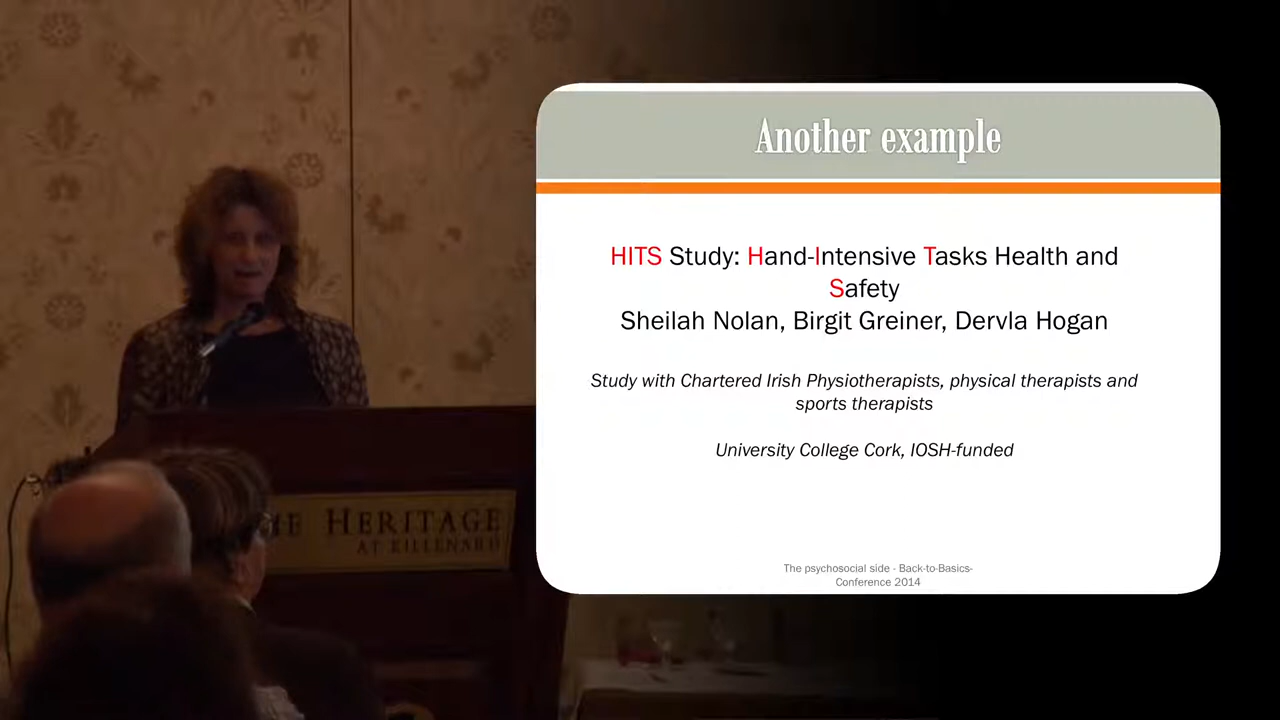 Another example
HITS Study: Hand-Intensive Tasks Health and
Safety
Sheilah Nolan, Birgit Greiner, Dervla Hogan
Study with Chartered Irish Physiotherapists, physical therapists and
sports therapists
University College Cork, IOSH-funded
The psychosocial side - Back-to-Basics-
Conference 2014
HE HERITAGE
AT KILLENARD